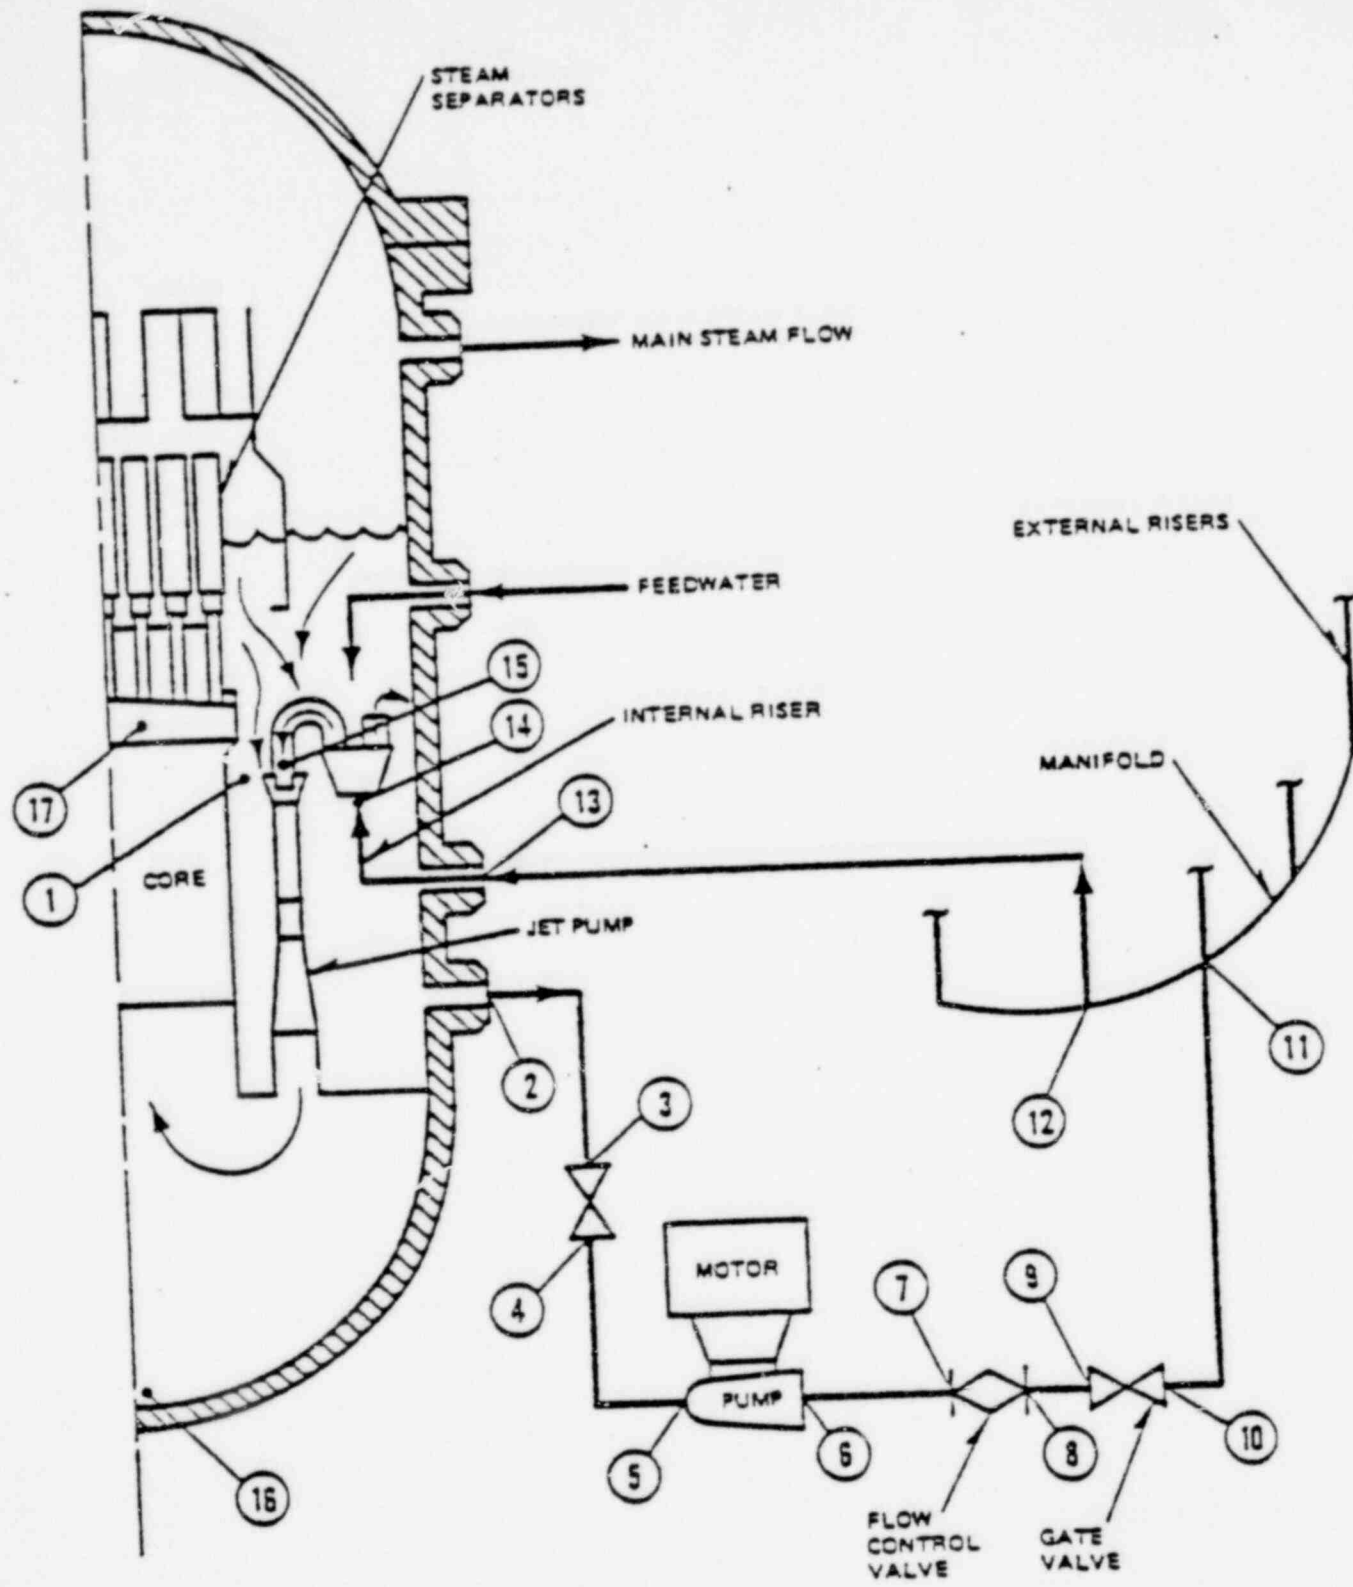 STEAM
SEPARATORS
MAIN STEAM FLOW
EXTERNAL RISERS
FEEDWATER
15
INTERNAL RISER
14
MANIFOLD
17
13
1
CORE
JET PUMP
2
11
3
12
MOTOR
7
9
4
PUMP
5
6
8
10
16
FLOW
CONTROL
VALVE
GATE
VALVE